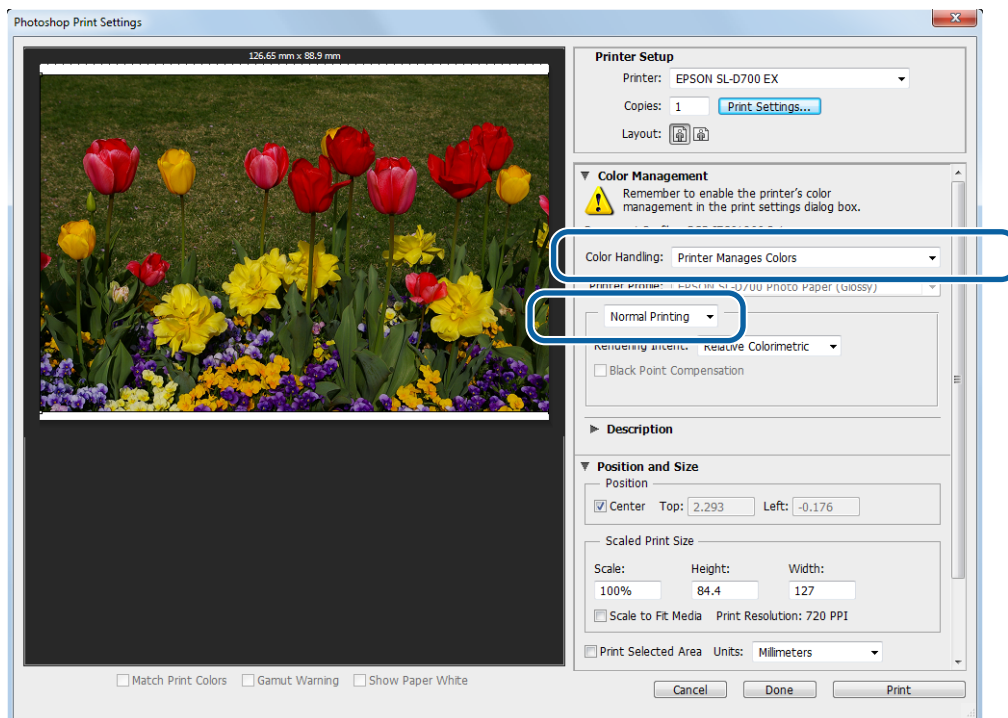 Photoshop Print Settings
126.65 mm x 88.9 mm
Printer Setup
Printer: EPSON SL-D700 EX
Copies: 1 Print Settings...
Layout:
Color Management
Remember to enable the printer's color
management in the print settings dialog box.
Color Handling: Printer Manages Colors
Printer Profile: EPSON SL-D700 Photo Paper (Glossy)
Normal Printing
Rendering Intent: Relative Colorimetric
Black Point Compensation
Description
Position and Size
Position
Center Top: 2.293 Left: -0.176
Scaled Print Size
Scale: Height: Width:
100% 84.4 127
Scale to Fit Media Print Resolution: 720 PPI
Print Selected Area Units: Millimeters
Match Print Colors Gamut Warning Show Paper White
Cancel Done Print